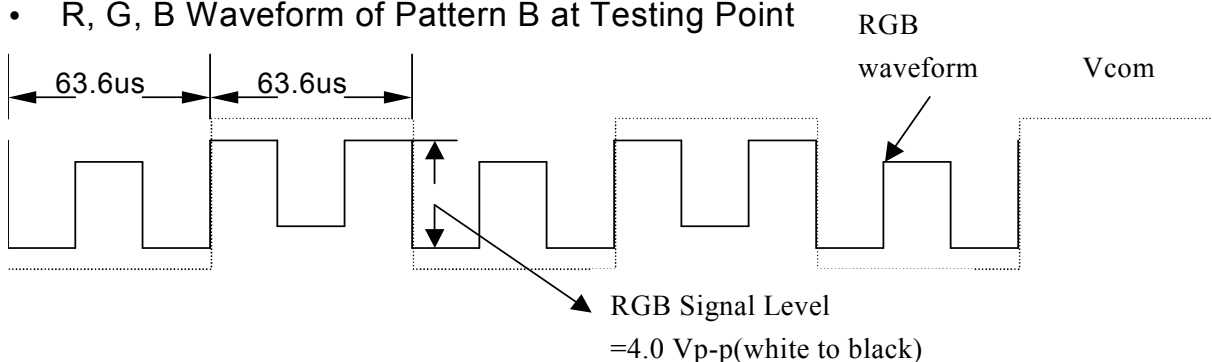 • R, G, B Waveform of Pattern B at Testing Point
RGB
waveform
Vcom
63.6us
63.6us
RGB Signal Level
=4.0 Vp-p(white to black)